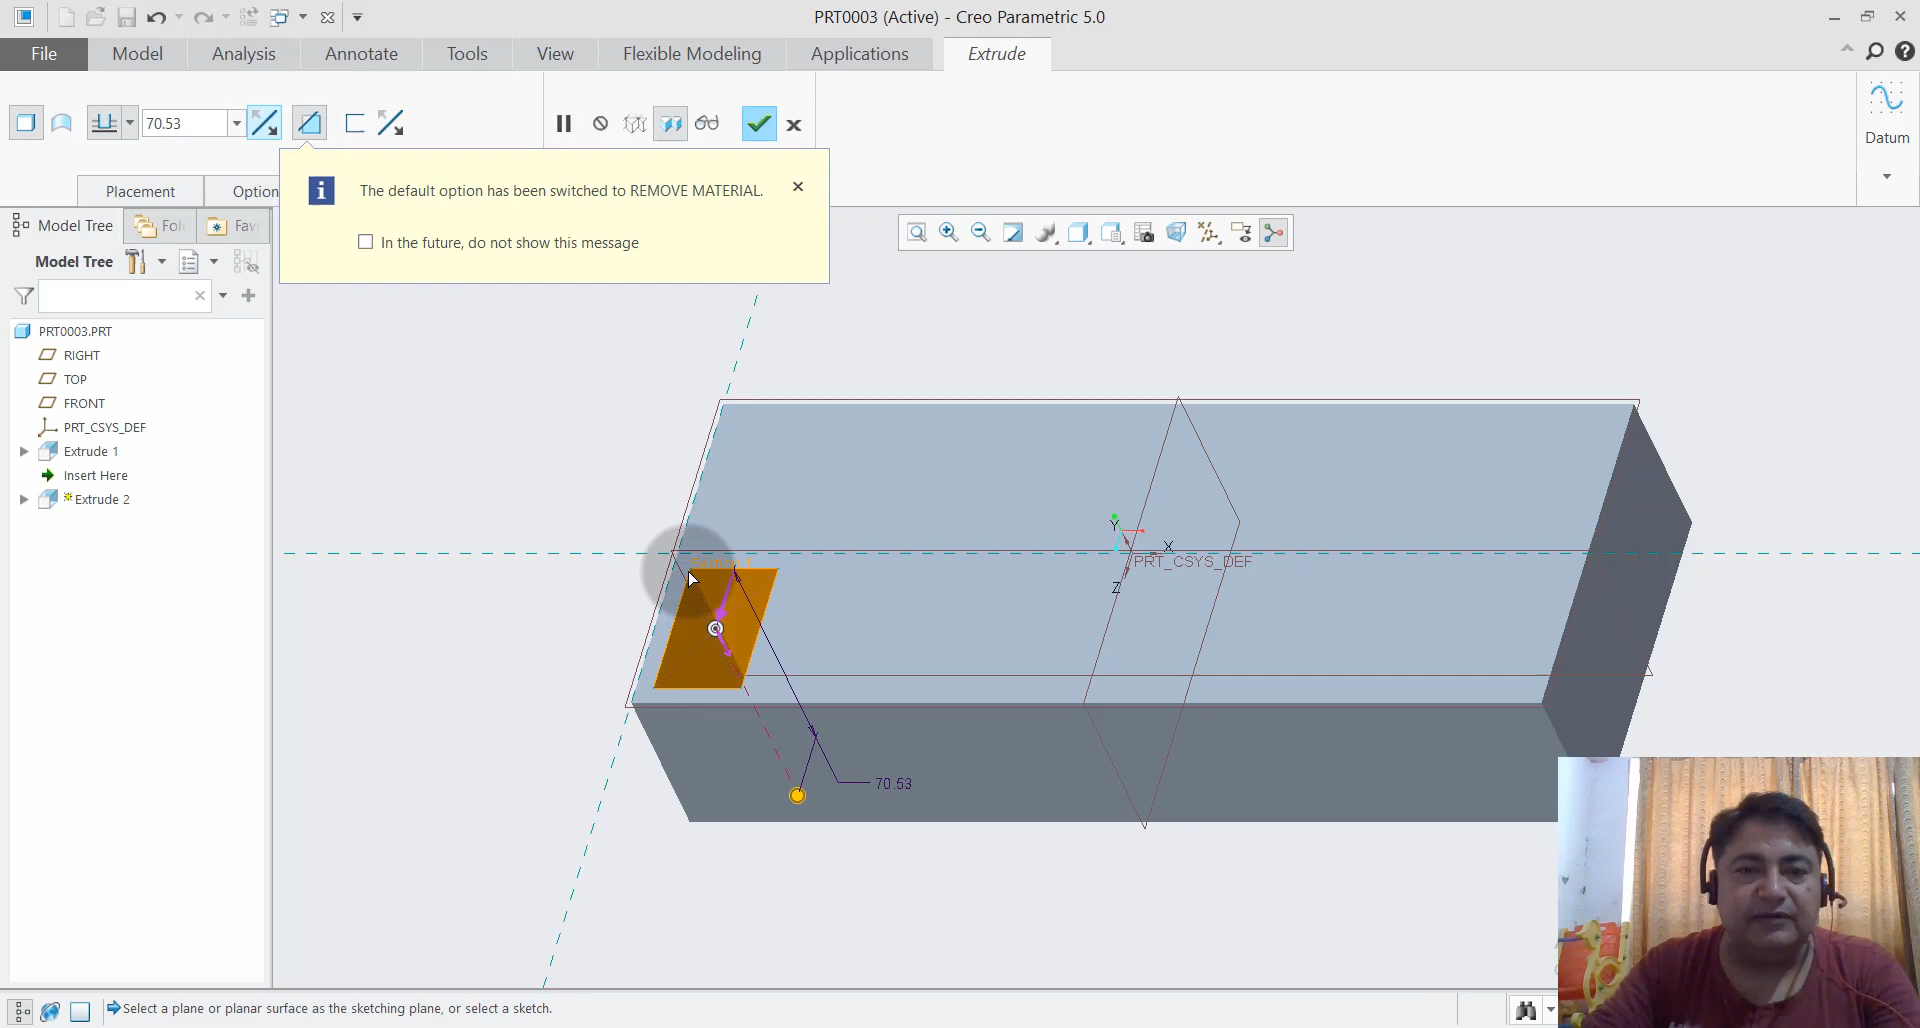 PRT0003 (Active) - Creo Parametric 5.0
File Model Analysis Annotate Tools View Flexible Modeling Applications Extrude
70.53
Datum
Placement Option
The default option has been switched to REMOVE MATERIAL.
In the future, do not show this message
Model Tree Fol Fav
Model Tree
PRT0003.PRT
RIGHT
TOP
FRONT
PRT_CSYS_DEF
Extrude 1
Insert Here
Extrude 2
Y
X
PRT_CSYS_DEF
Z
70.53
Select a plane or planar surface as the sketching plane, or select a sketch.